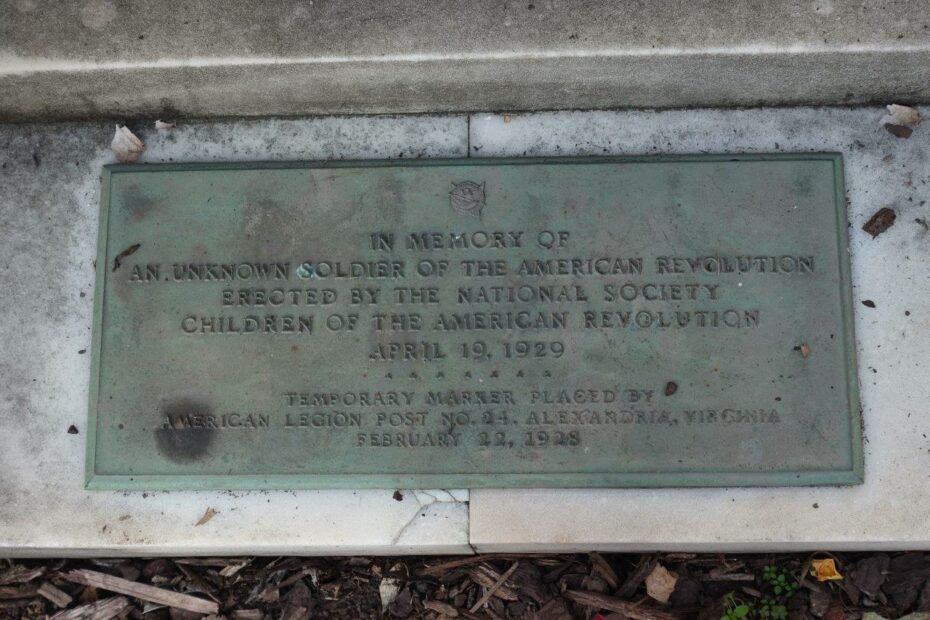 IN MEMORY OF
AN UNKNOWN SOLDIER OF THE AMERICAN REVOLUTION
ERECTED BY THE NATIONAL SOCIETY
CHILDREN OF THE AMERICAN REVOLUTION
APRIL 19, 1929
TEMPORARY MARKER PLACED BY
AMERICAN LEGION POST NO. 24, ALEXANDRIA, VIRGINIA
FEBRUARY 22, 1928